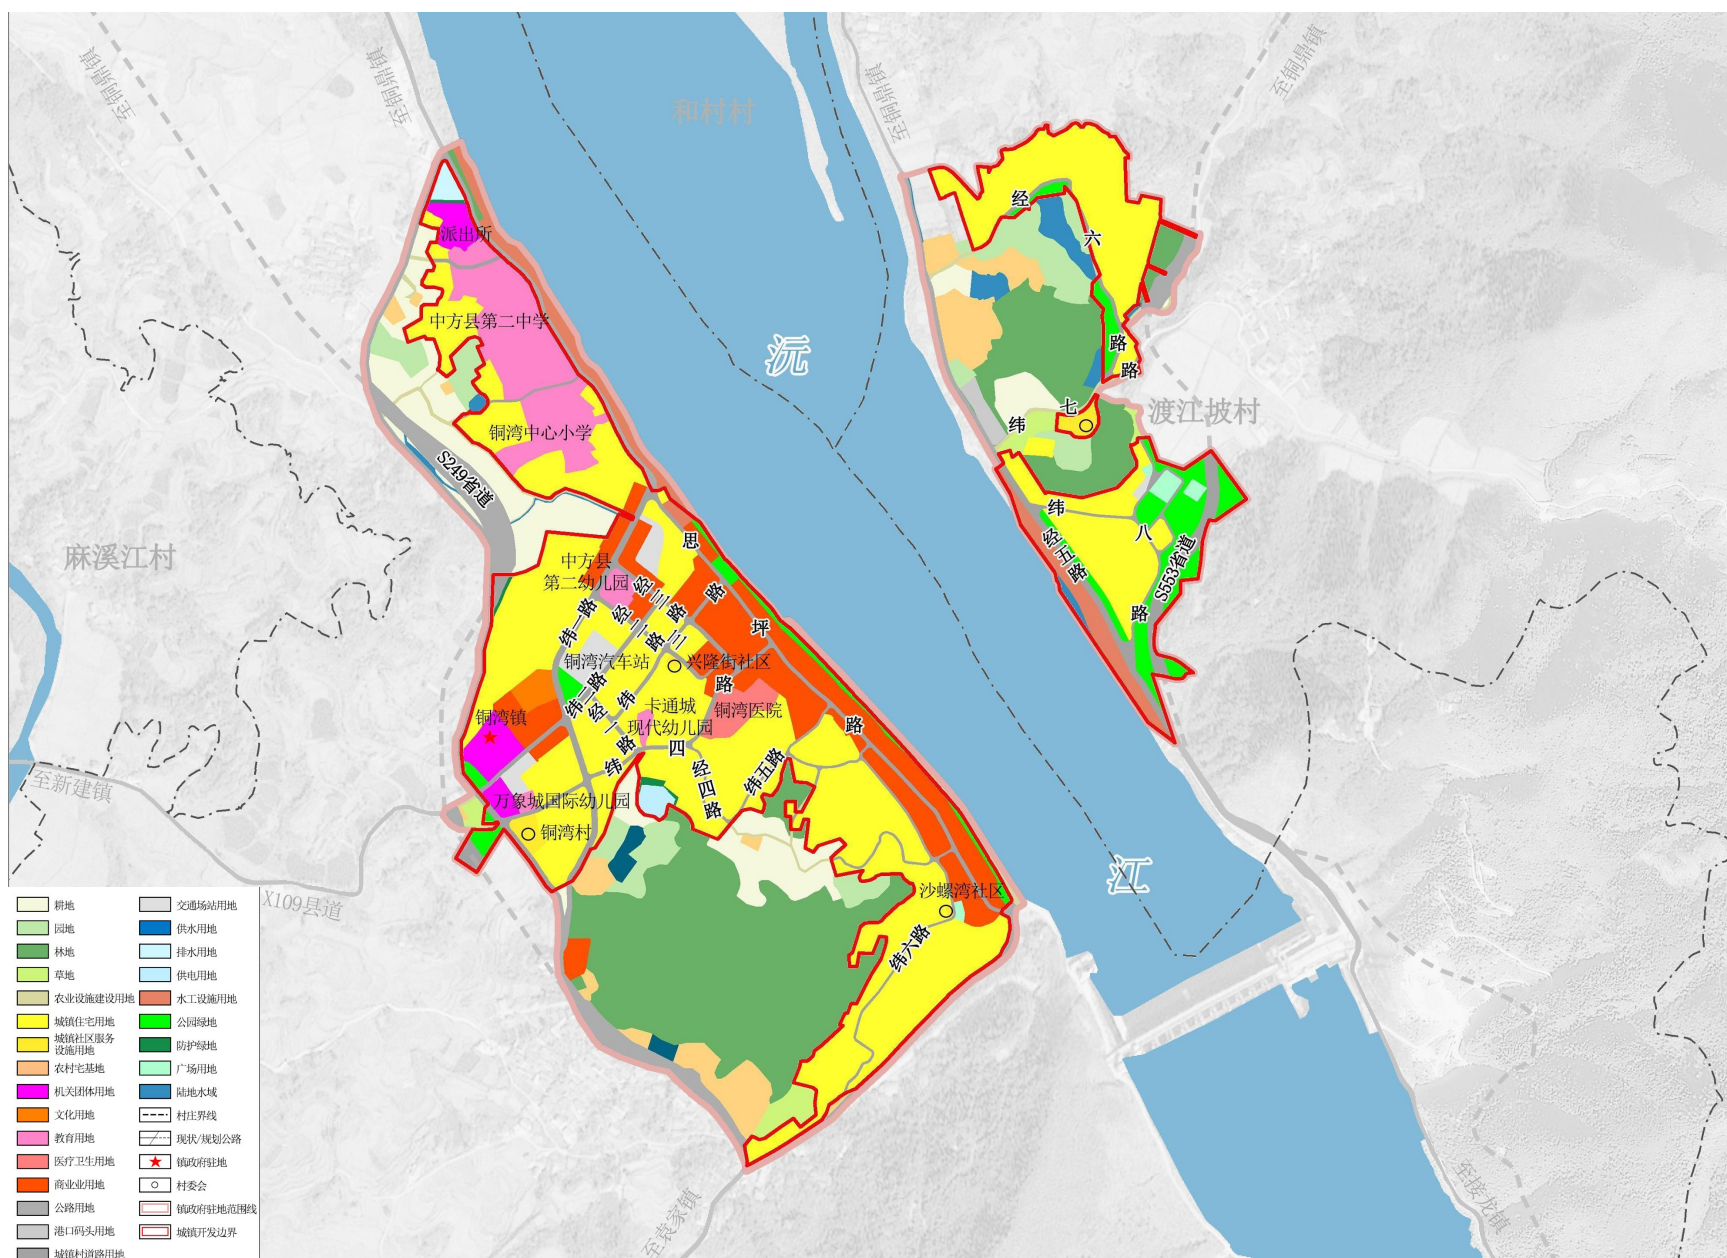 至铜鼎镇
至铜鼎镇
和村村
至铜鼎镇
至铜鼎镇
派出所
中方县第二中学
铜湾中心小学
S249省道
麻溪江村
沅
江
经
六
路
路
七
纬
渡江坡村
纬
八
路
经五路
S553省道
思
坪
路
中方县
第二幼儿园
纬一路
经三路
经二路
纬三路
铜湾汽车站
兴隆街社区
纬二路
经一路
卡通城
现代幼儿园
铜湾医院
路
铜湾镇
纬
四
经四路
纬五路
万象城国际幼儿园
铜湾村
沙螺湾社区
纬六路
至新建镇
X109县道
至袁家镇
至接龙镇
耕地
园地
林地
草地
农业设施建设用地
城镇住宅用地
城镇社区服务
设施用地
农村宅基地
机关团体用地
文化用地
教育用地
医疗卫生用地
商业业用地
公路用地
港口码头用地
城镇村道路用地
交通场站用地
供水用地
排水用地
供电用地
水工设施用地
公园绿地
防护绿地
广场用地
陆地水域
村庄界线
现状/规划公路
镇政府驻地
村委会
镇政府驻地范围线
城镇开发边界